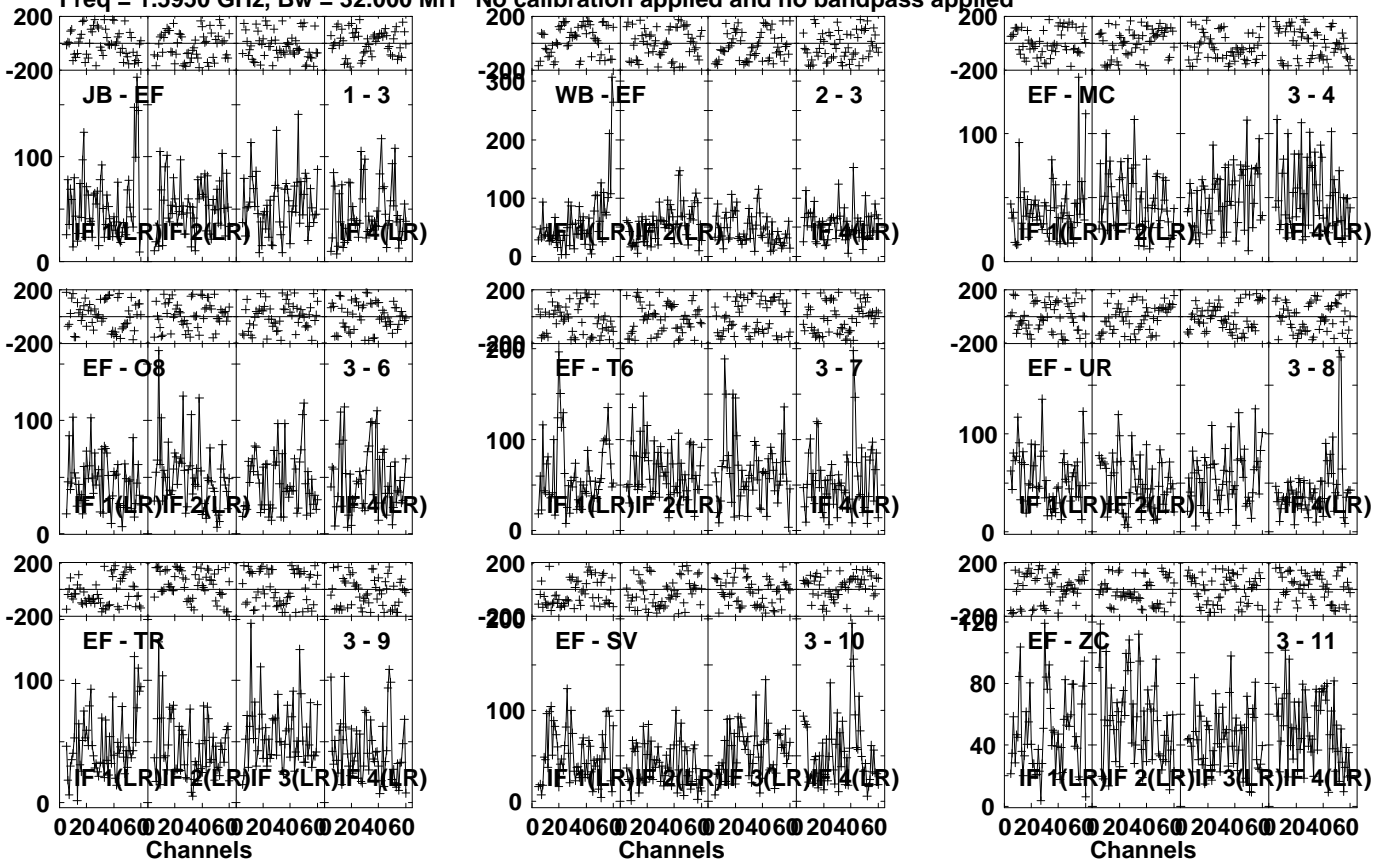 Freq = 1.5950 GHz, Bw = 32.000 MH No calibration applied and no bandpass applied
200
-200
JB - EF 1 - 3
100
0
IF 1(LR) IF 2(LR) IF 4(LR)
200
-200
300
WB - EF 2 - 3
200
100
0
IF 1(LR) IF 2(LR) IF 4(LR)
200
-200
EF - MC 3 - 4
100
0
IF 1(LR) IF 2(LR) IF 4(LR)
200
-200
EF - O8 3 - 6
100
0
IF 1(LR) IF 2(LR) IF 4(LR)
200
-200
200
EF - T6 3 - 7
100
0
IF 1(LR) IF 2(LR) IF 4(LR)
200
-200
EF - UR 3 - 8
100
0
IF 1(LR) IF 2(LR) IF 4(LR)
200
-200
EF - TR 3 - 9
100
0
IF 1(LR) IF 2(LR) IF 3(LR) IF 4(LR)
0 20 40 60 0 20 40 60 0 20 40 60 0 20 40 60
Channels
200
-200
200
EF - SV 3 - 10
100
0
IF 1(LR) IF 2(LR) IF 3(LR) IF 4(LR)
0 20 40 60 0 20 40 60 0 20 40 60 0 20 40 60
Channels
200
-200
120
EF - ZC 3 - 11
80
40
0
IF 1(LR) IF 2(LR) IF 3(LR) IF 4(LR)
0 20 40 60 0 20 40 60 0 20 40 60 0 20 40 60
Channels